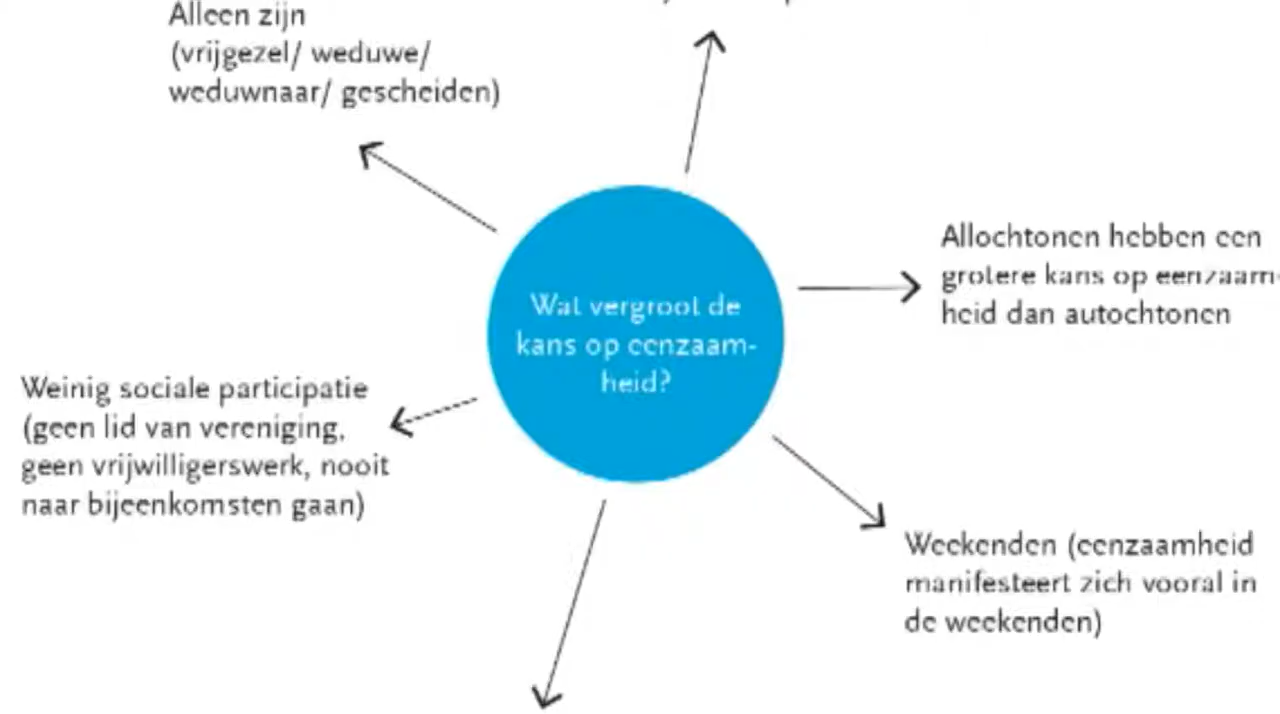 Alleen zijn
(vrijgezel/ weduwe/
weduwnaar/ gescheiden)
Allochtonen hebben een
grotere kans op eenzaam-
heid dan autochtonen
Wat vergroot de
kans op eenzaam-
heid?
Weinig sociale participatie
(geen lid van vereniging,
geen vrijwilligerswerk, nooit
naar bijeenkomsten gaan)
Weekenden (eenzaamheid
manifesteert zich vooral in
de weekenden)